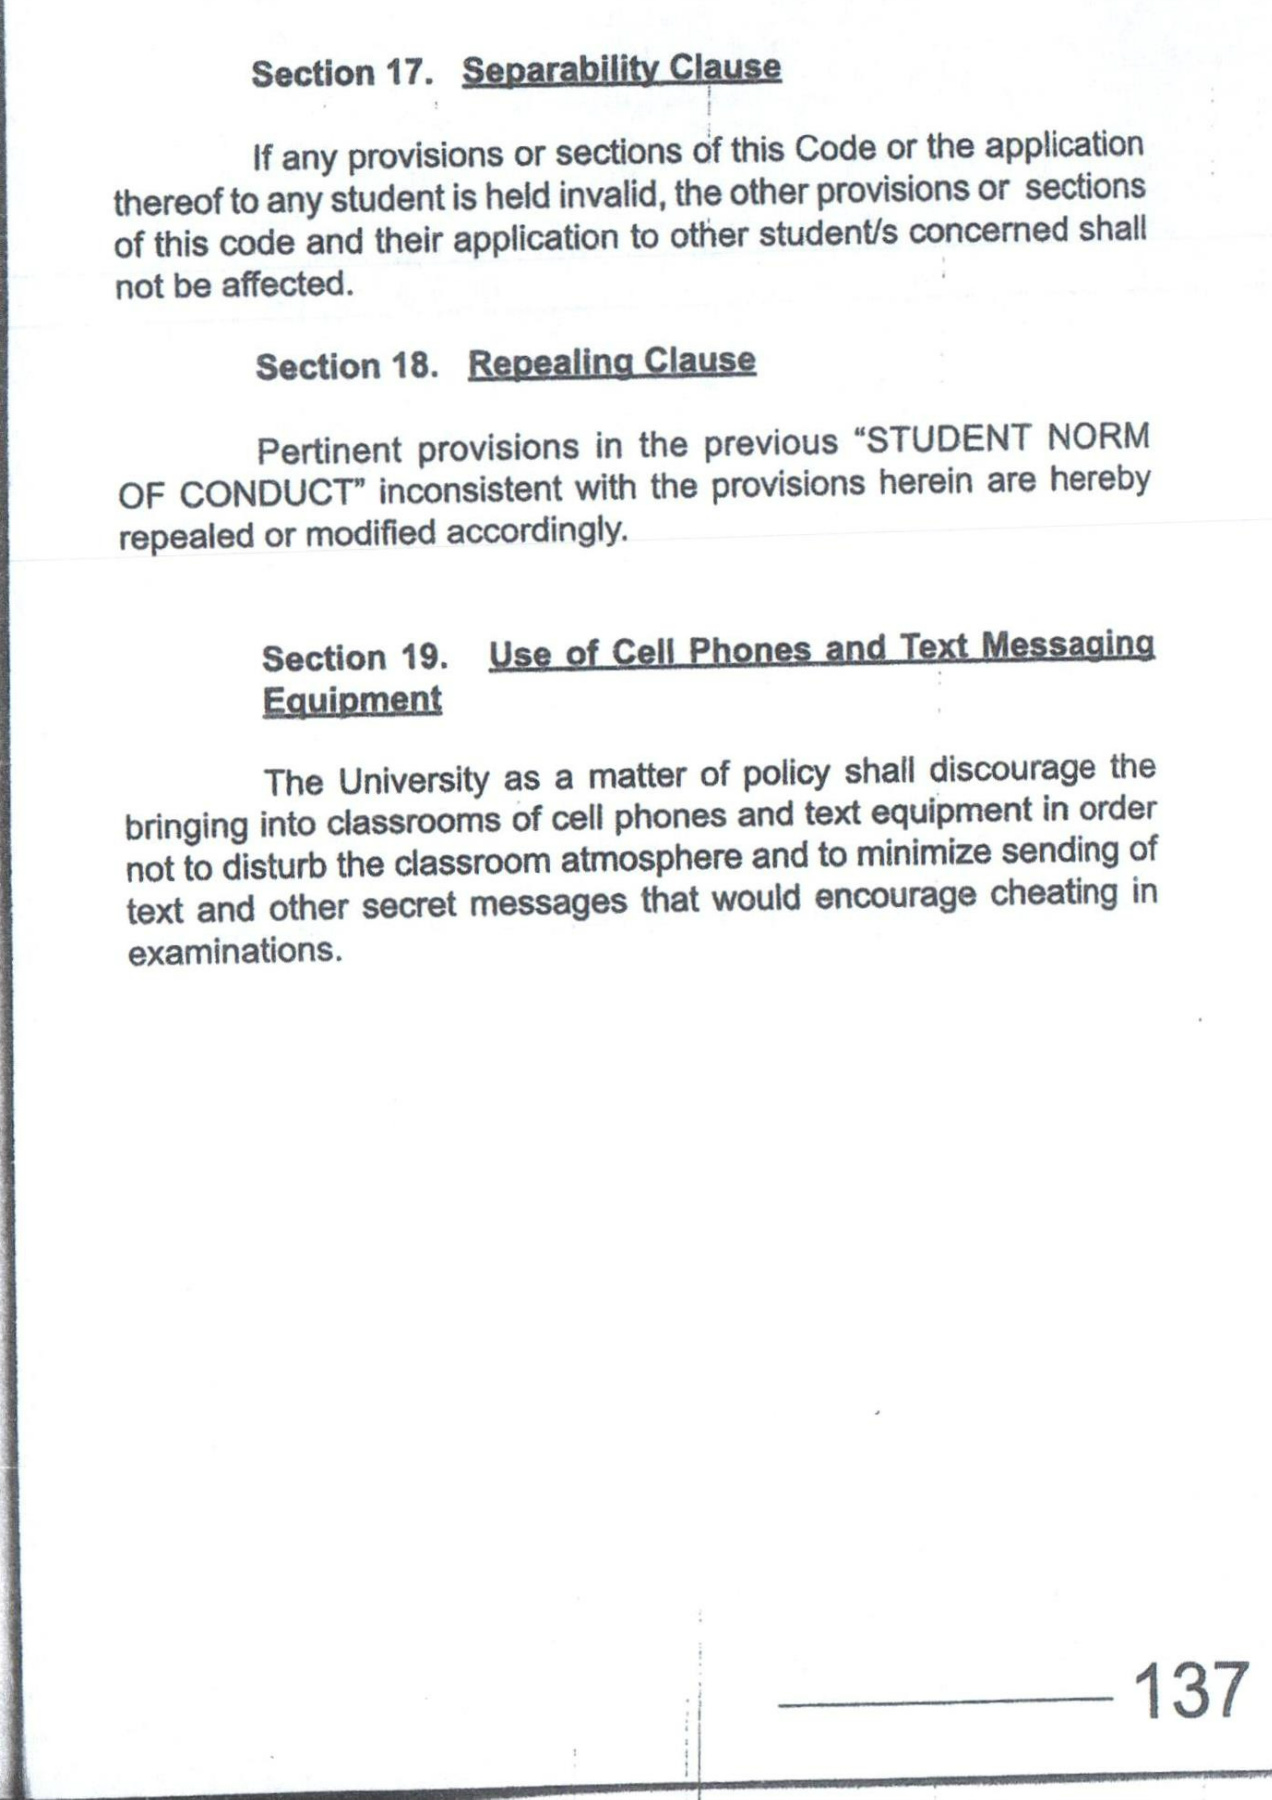 Section 17. Separability Clause
If any provisions or sections of this Code or the application
thereof to any student is held invalid, the other provisions or sections
of this code and their application to other student/s concerned shall
not be affected.
Section 18. Repealing Clause
Pertinent provisions in the previous “STUDENT NORM
OF CONDUCT” inconsistent with the provisions herein are hereby
repealed or modified accordingly.
Section 19. Use of Cell Phones and Text Messaging
Equipment
The University as a matter of policy shall discourage the
bringing into classrooms of cell phones and text equipment in order
not to disturb the classroom atmosphere and to minimize sending of
text and other secret messages that would encourage cheating in
examinations.
137